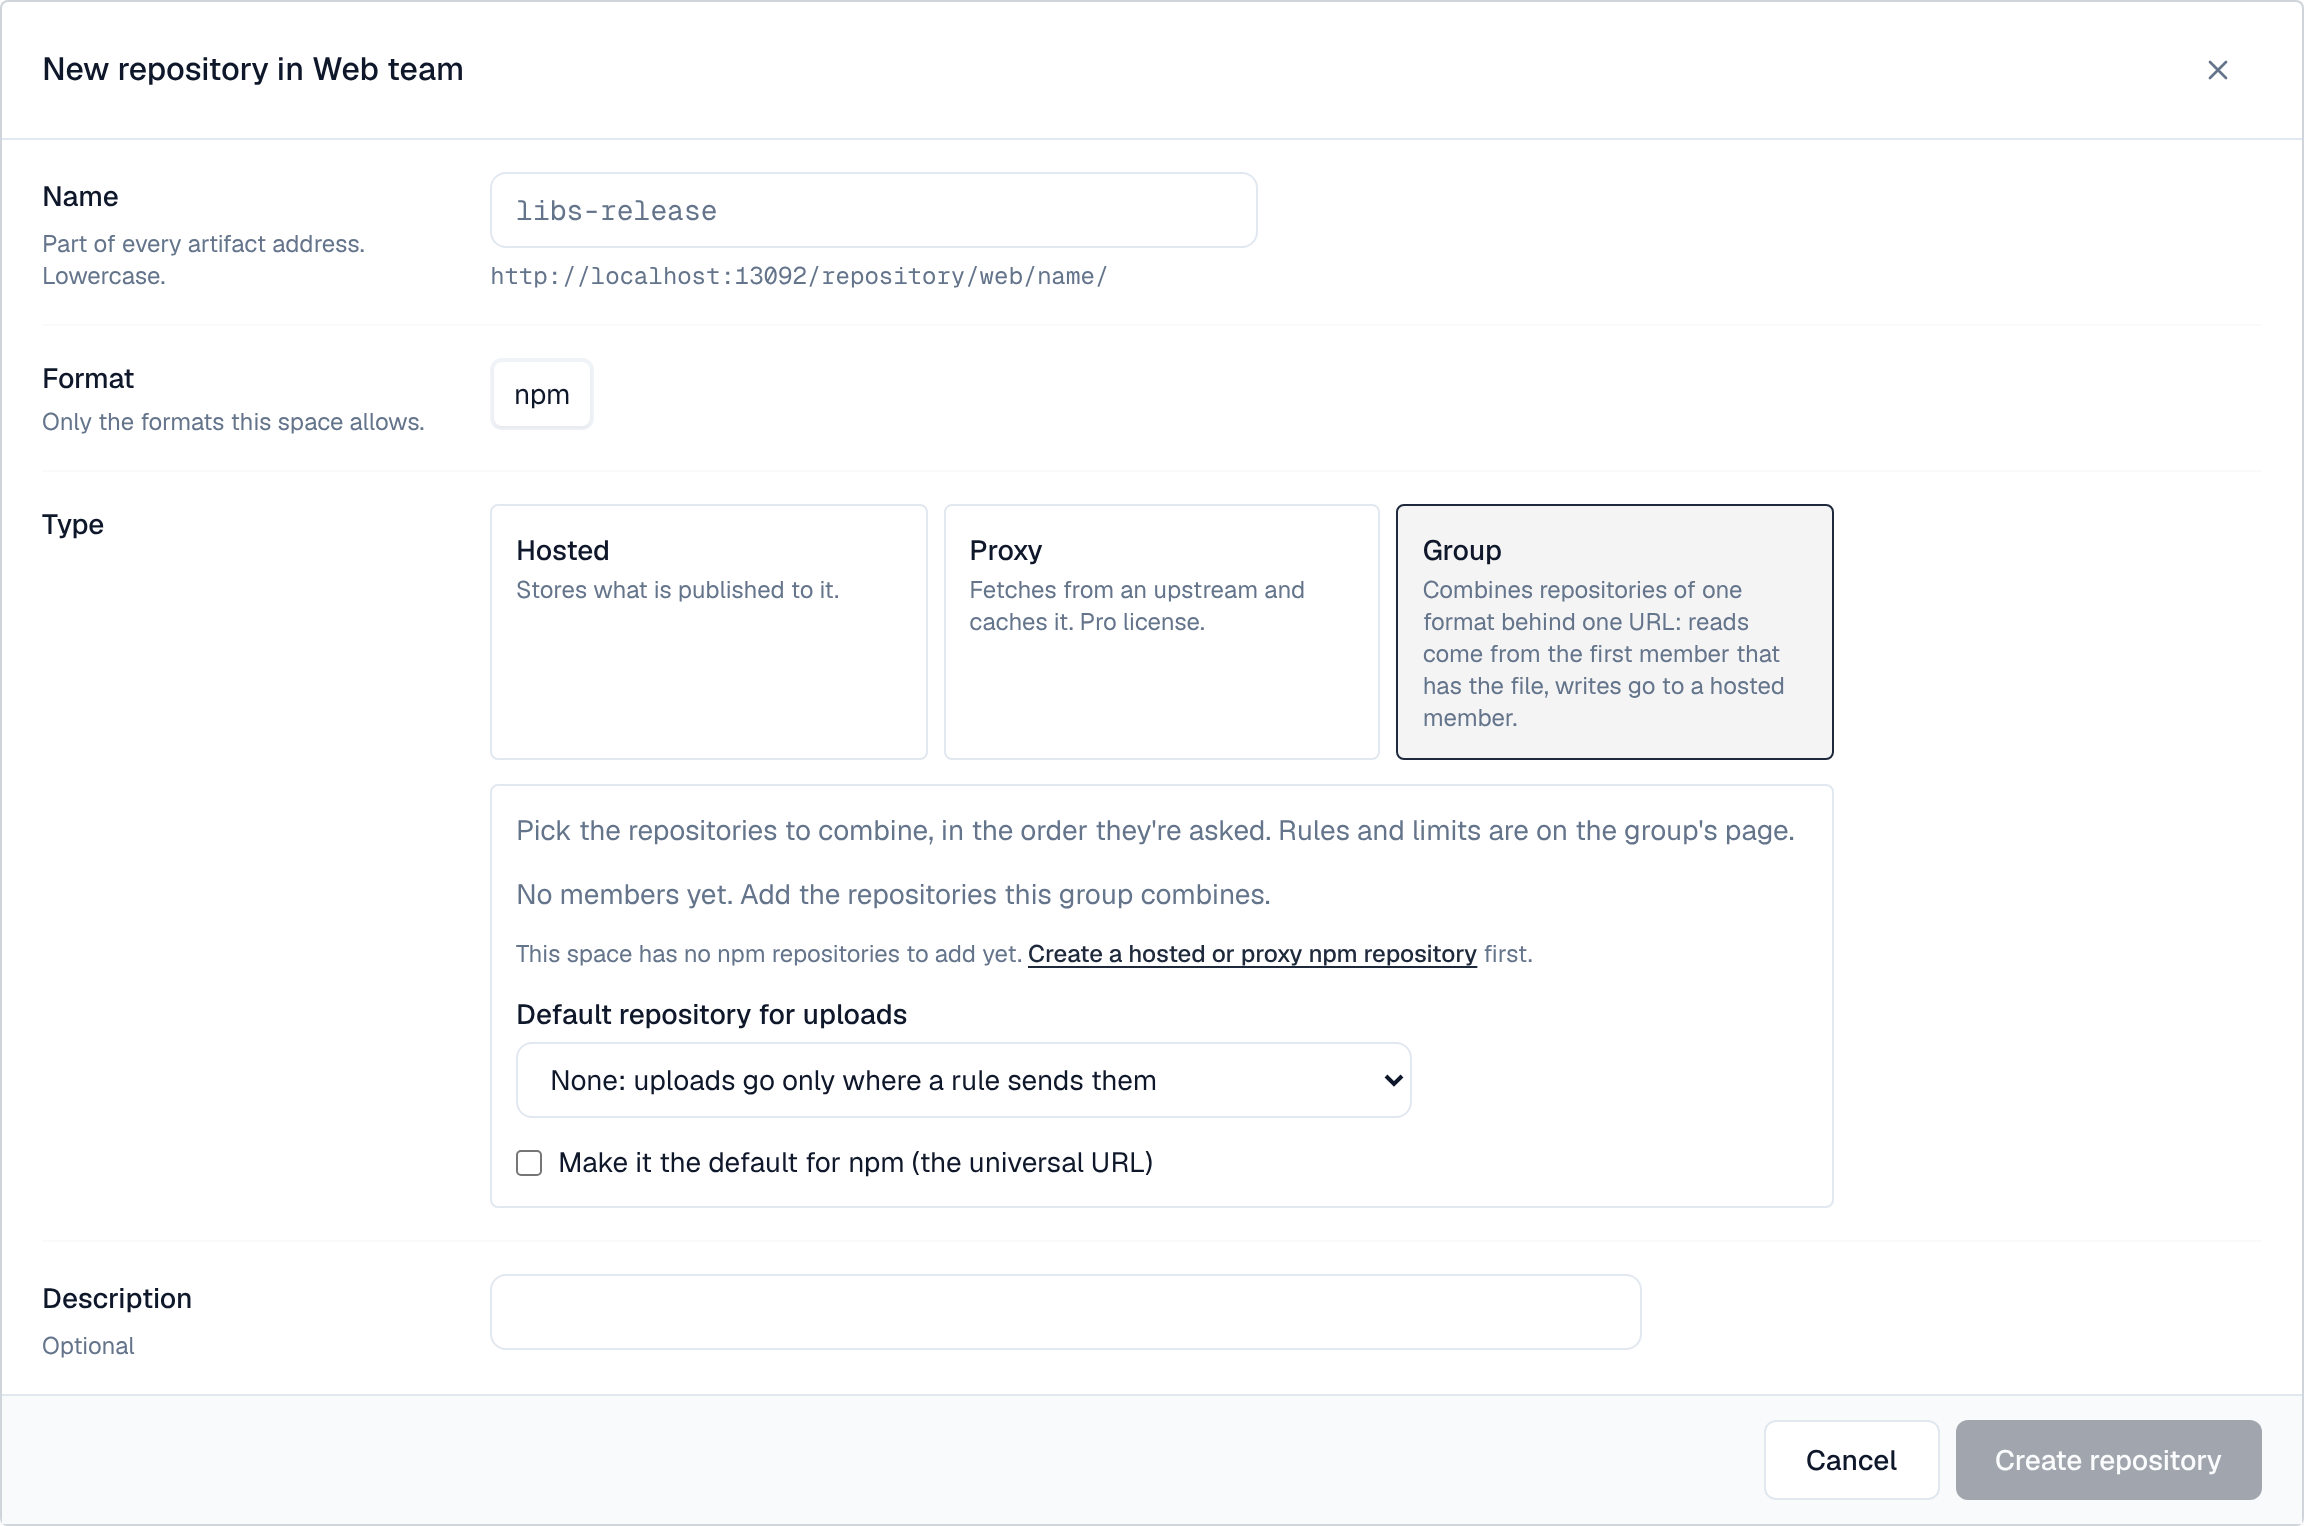 New repository in Web team
Name
Part of every artifact address.
Lowercase.
libs-release
http://localhost:13092/repository/web/name/
Format
Only the formats this space allows.
npm
Type
Hosted
Stores what is published to it.
Proxy
Fetches from an upstream and
caches it. Pro license.
Group
Combines repositories of one
format behind one URL: reads
come from the first member that
has the file, writes go to a hosted
member.
Pick the repositories to combine, in the order they're asked. Rules and limits are on the group's page.
No members yet. Add the repositories this group combines.
This space has no npm repositories to add yet. Create a hosted or proxy npm repository first.
Default repository for uploads
None: uploads go only where a rule sends them
Make it the default for npm (the universal URL)
Description
Optional
Cancel
Create repository